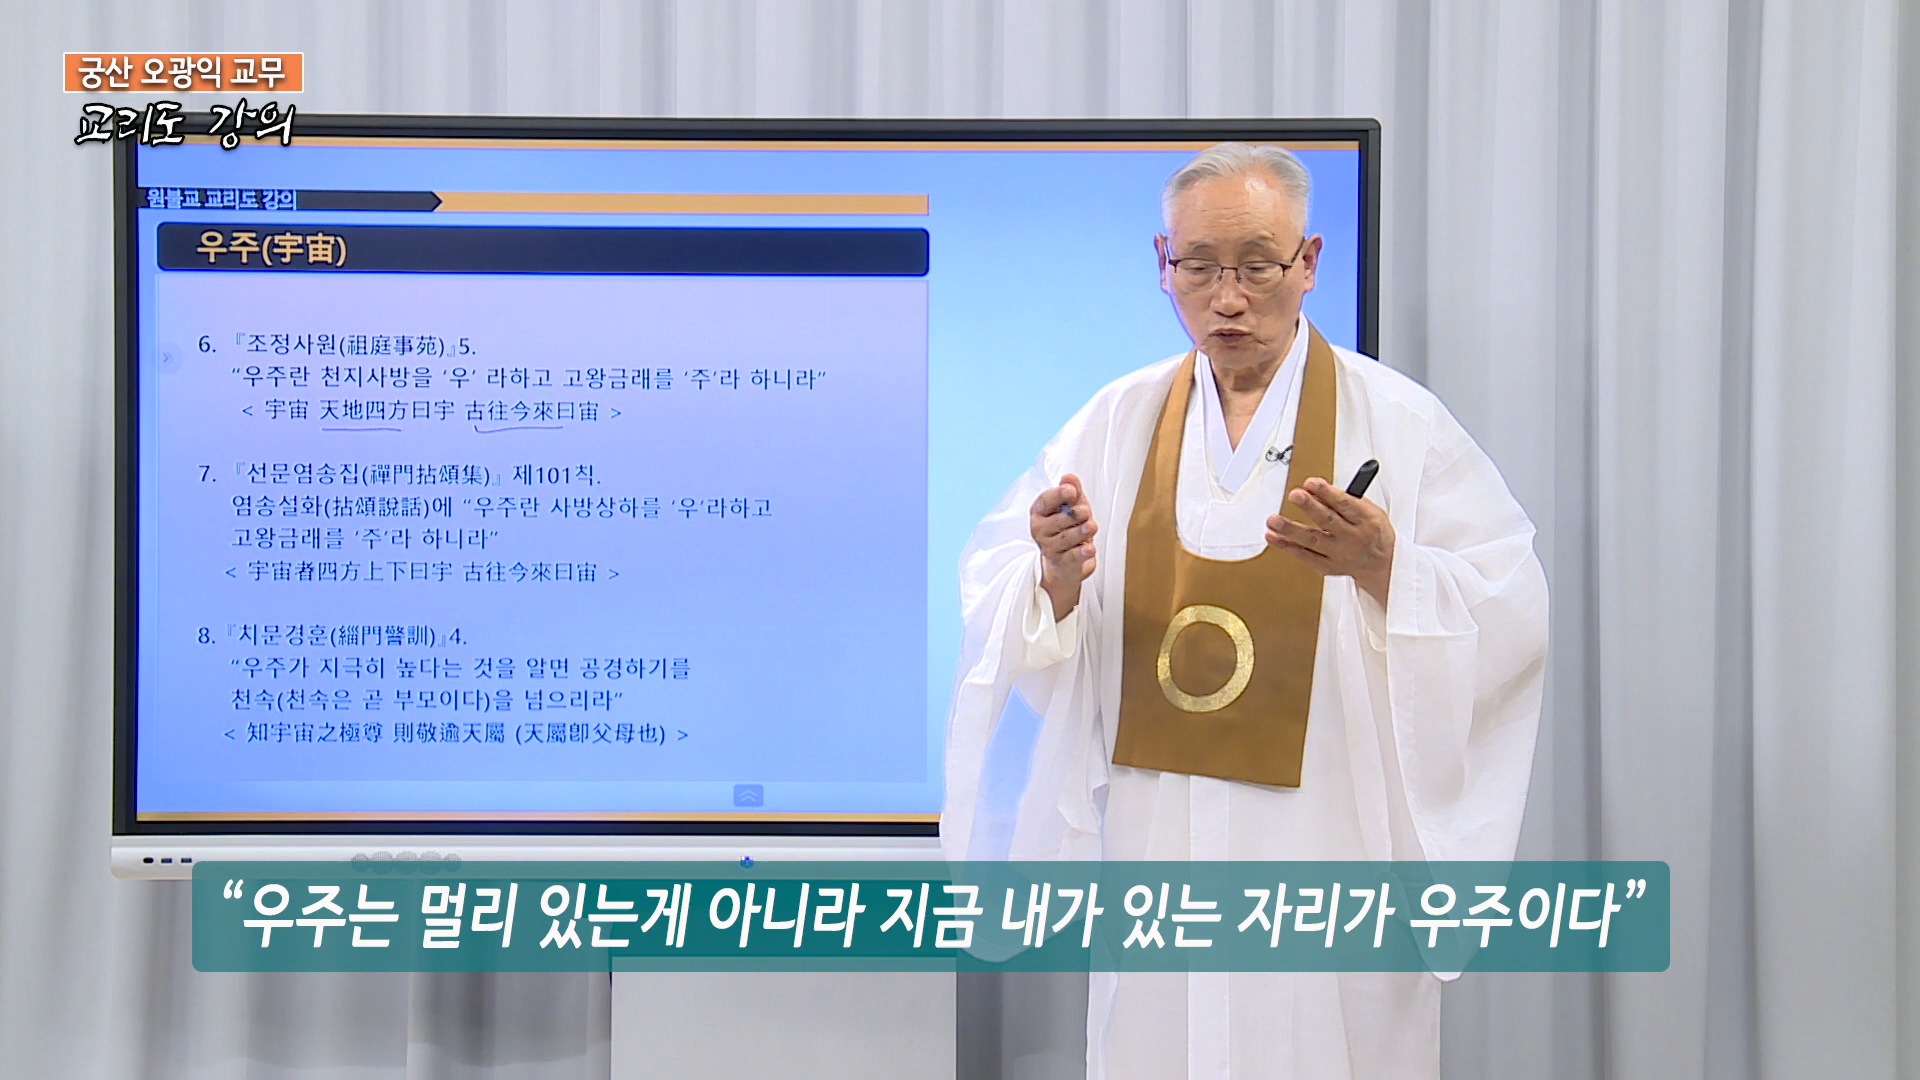 궁산 오광익 교무
교리도 강의
원불교 교리도 강의
우주(宇宙)
6. 『조정사원(祖庭事苑)』5.
“우주란 천지사방을 ‘우’ 라하고 고왕금래를 ‘주’라 하니라”
< 宇宙 天地四方曰宇 古往今來曰宙 >
7. 『선문염송집(禪門拈頌集)』 제101칙.
염송설화(拈頌說話)에 “우주란 사방상하를 ‘우’라하고
고왕금래를 ‘주’라 하니라”
< 宇宙者四方上下曰宇 古往今來曰宙 >
8. 『치문경훈(緇門警訓)』4.
“우주가 지극히 높다는 것을 알면 공경하기를
천속(천속은 곧 부모이다)을 넘으리라”
< 知宇宙之極尊 則敬逾天屬 (天屬卽父母也) >
“우주는 멀리 있는게 아니라 지금 내가 있는 자리가 우주이다”